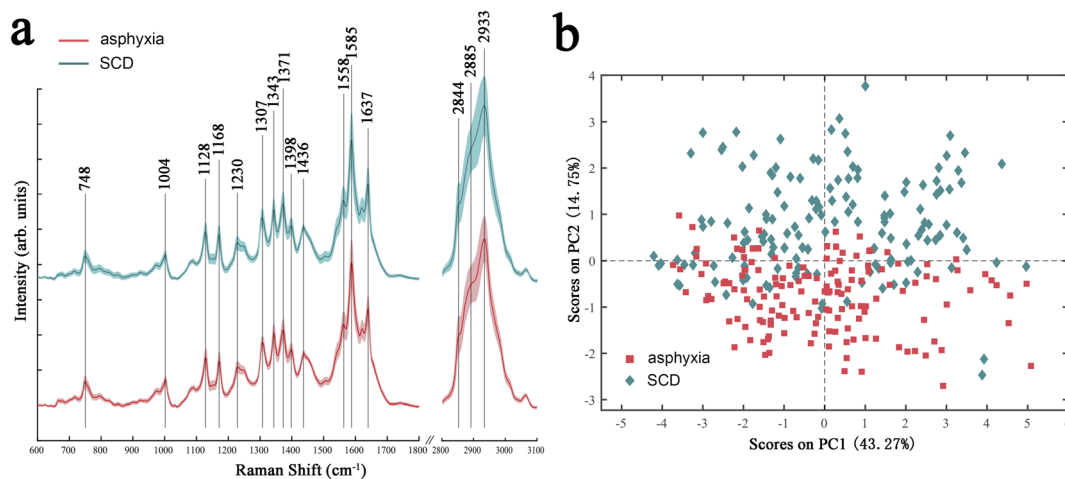 a
asphyxia
SCD
748
1004
1128
1168
1230
1307
1343
1371
1398
1436
1558
1585
1637
2844
2885
2933
Intensity (arb. units)
600 700 800 900 1000 1100 1200 1300 1400 1500 1600 1700 1800 // 2800 2900 3000 3100
Raman Shift (cm⁻¹)
b
4
3
2
1
0
-1
-2
-3
Scores on PC2 (14.75%)
asphyxia
SCD
-5 -4 -3 -2 -1 0 1 2 3 4 5
Scores on PC1 (43.27%)